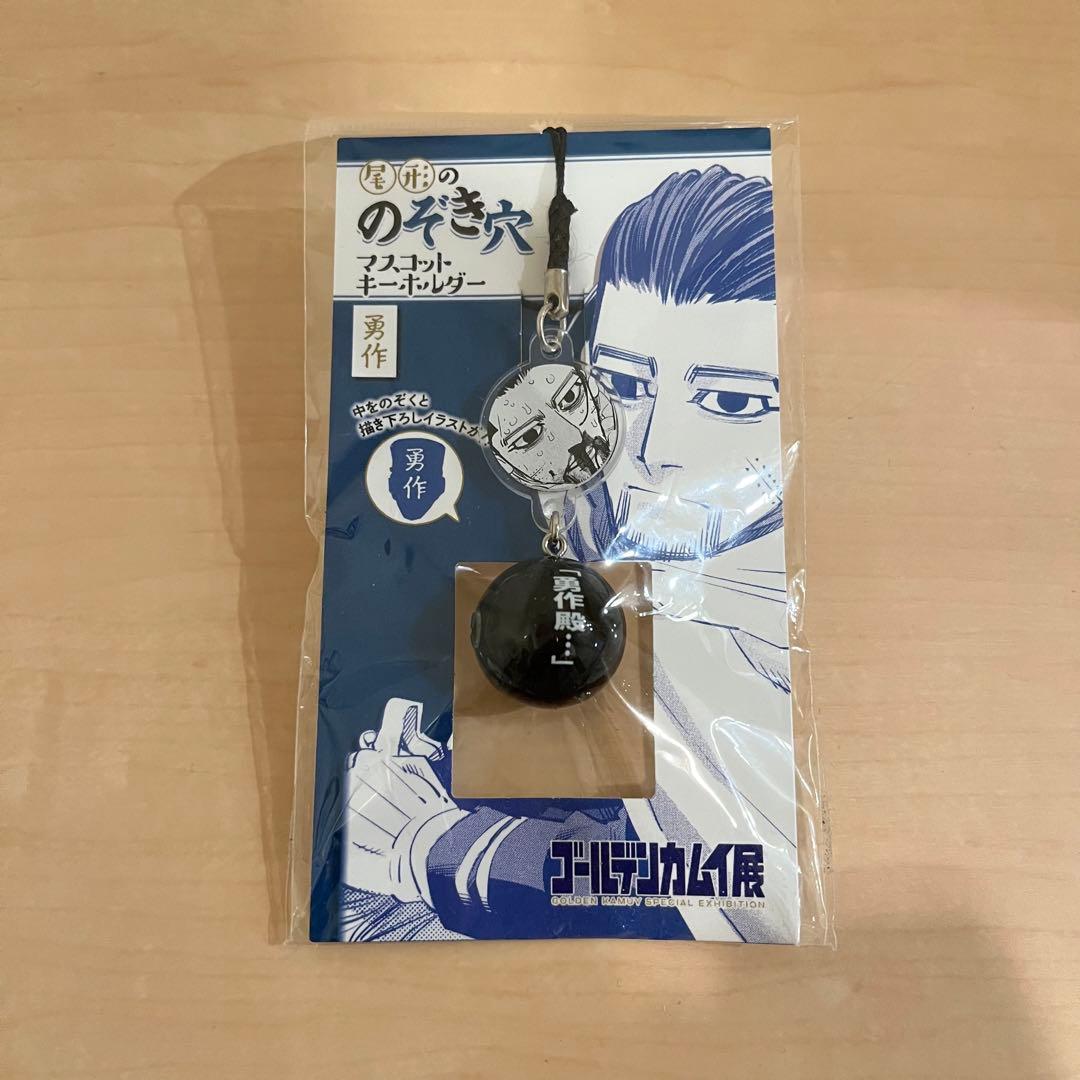 尾形の
のぞき穴
マスコット
キーホルダー
勇作
中をのぞくと
描き下ろしイラストが
勇作
「勇作殿…」
ゴールデンカムイ展
GOLDEN KAMUY SPECIAL EXHIBITION